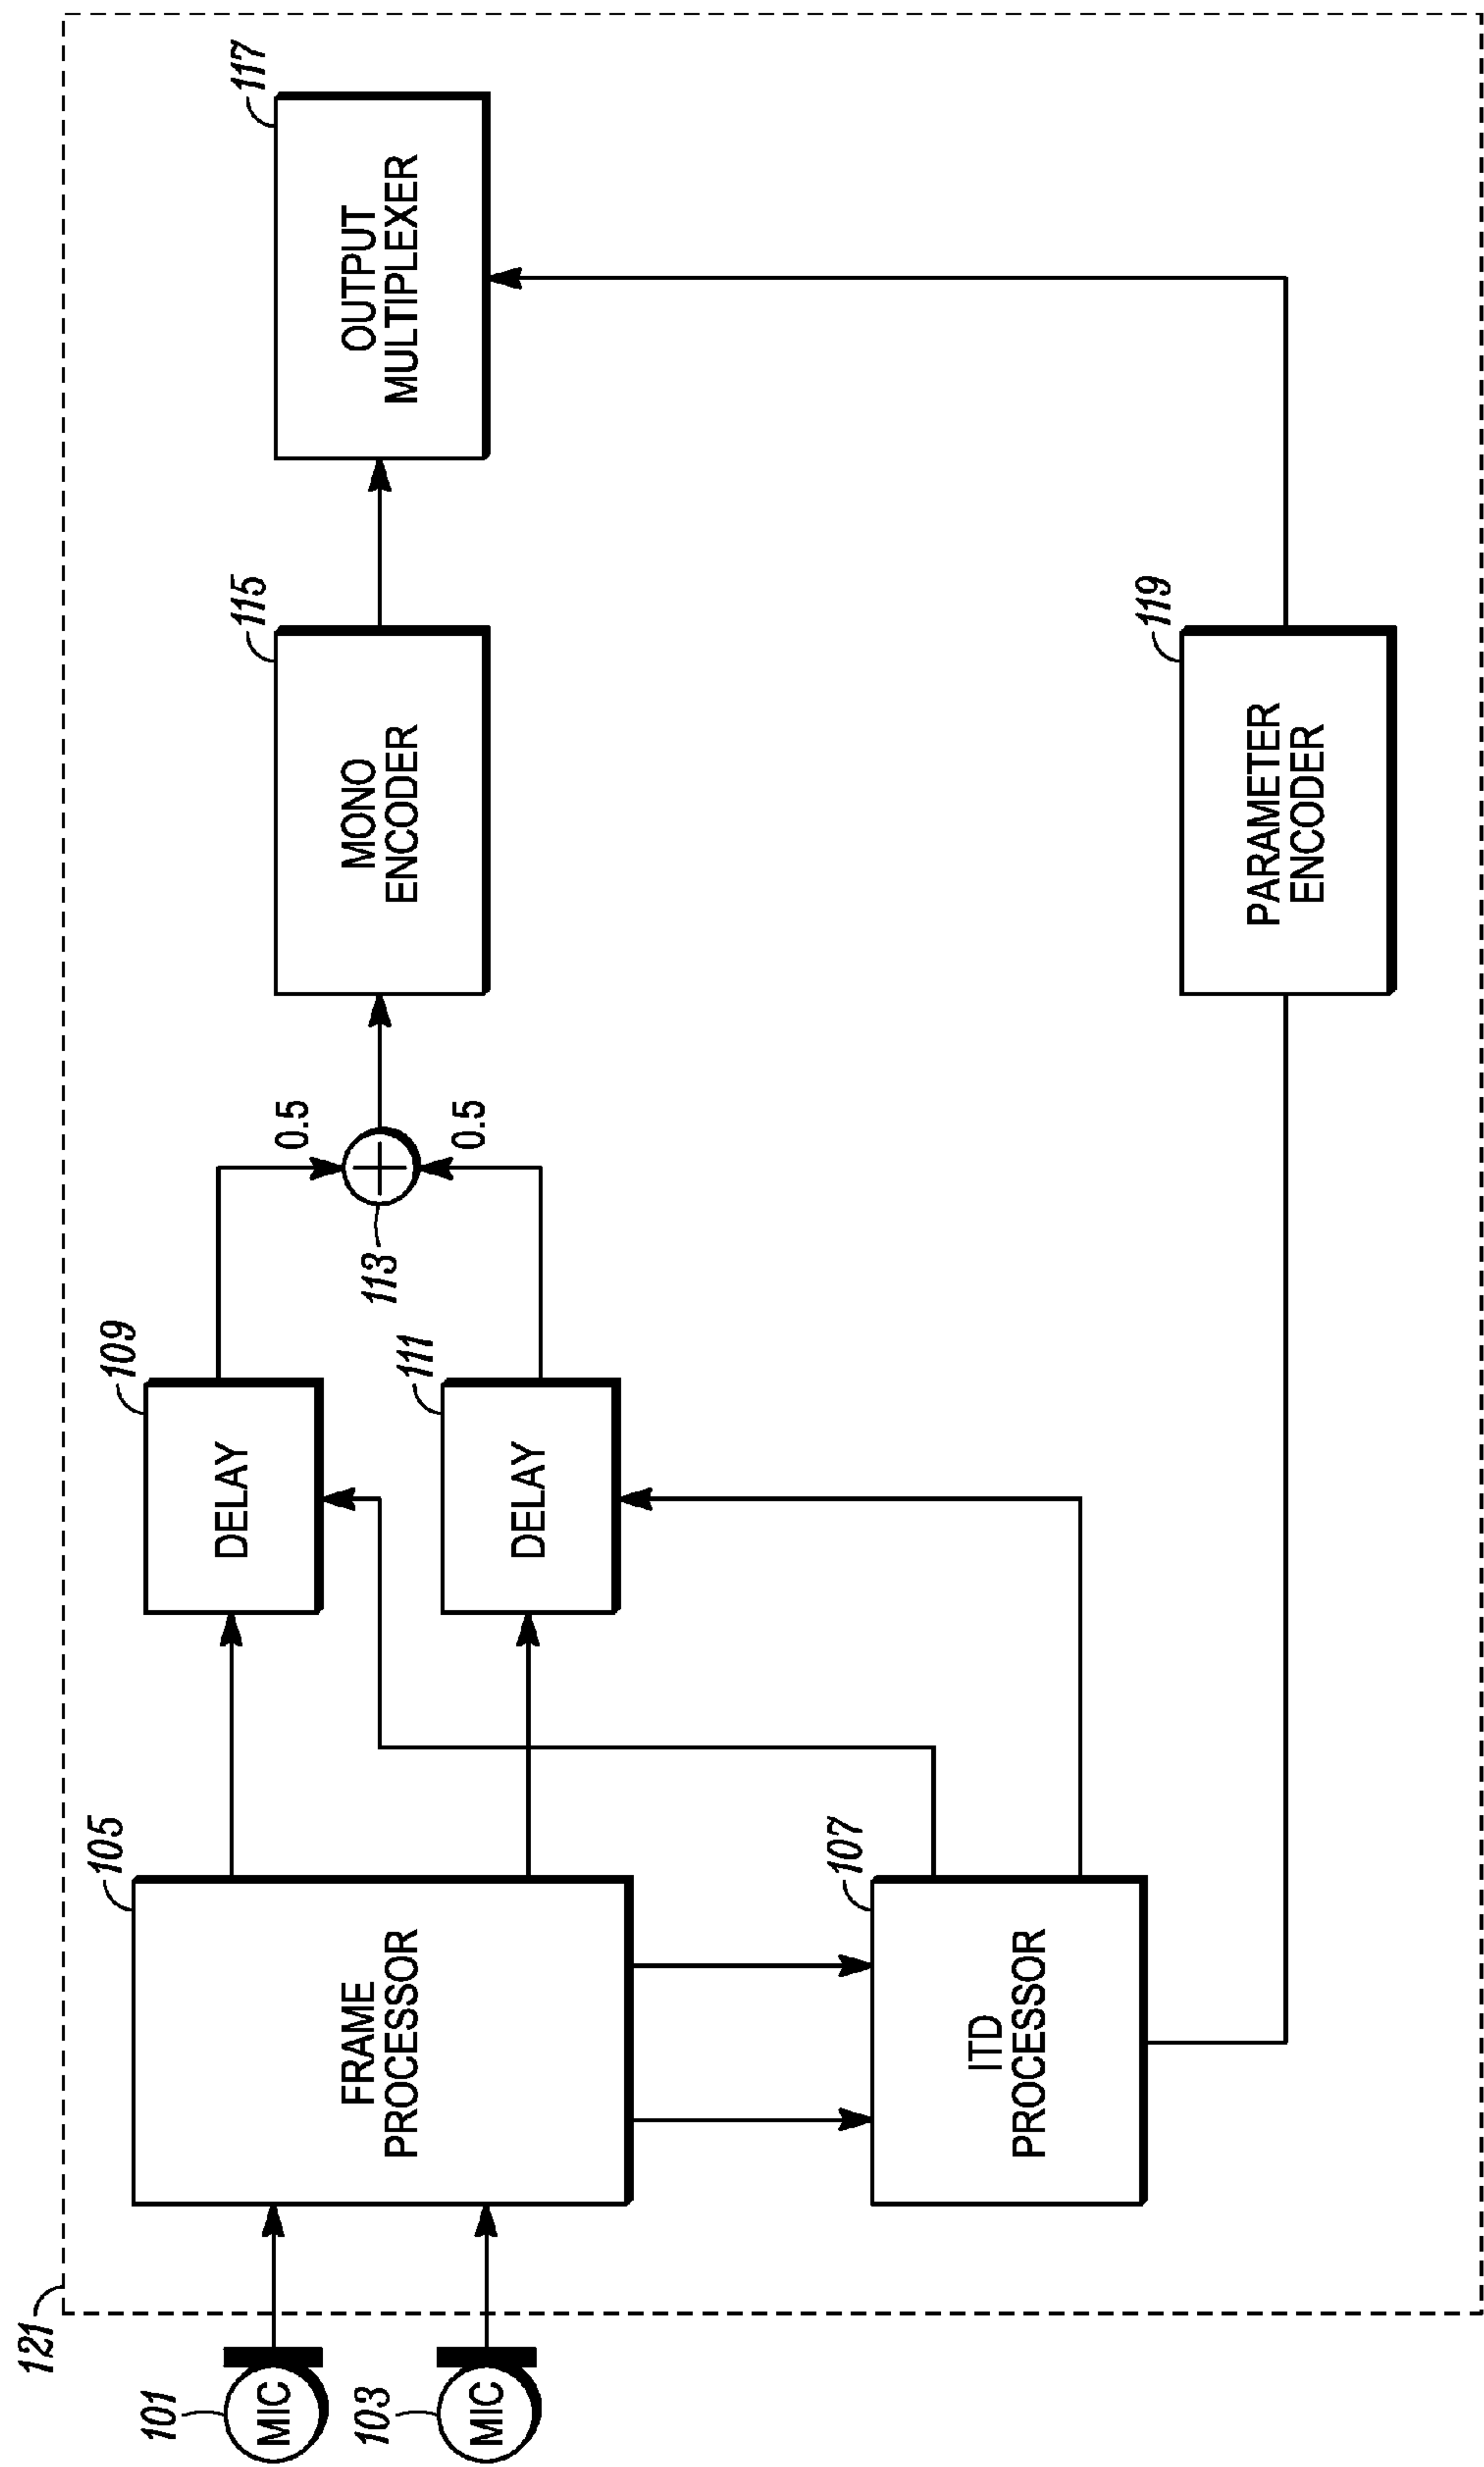 121
101
MIC
103
MIC
105
FRAME
PROCESSOR
107
ITD
PROCESSOR
109
DELAY
111
DELAY
113
0.5
0.5
115
MONO
ENCODER
117
OUTPUT
MULTIPLEXER
119
PARAMETER
ENCODER